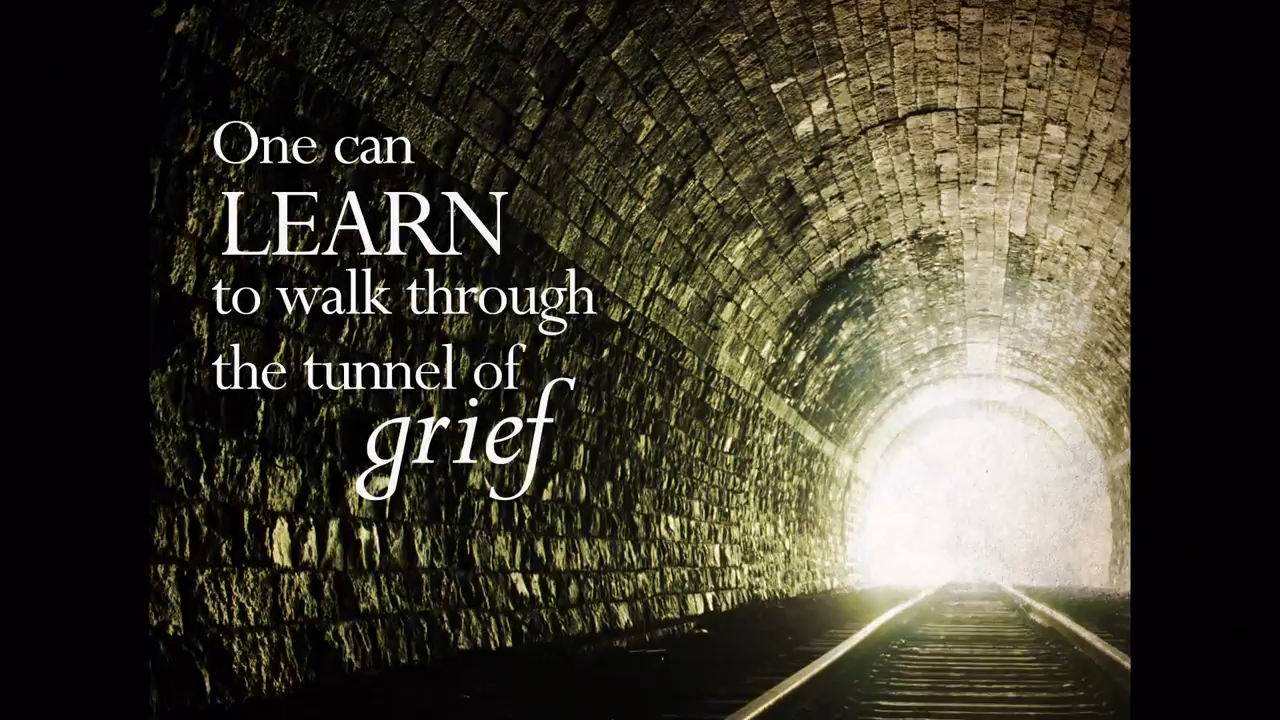 One can
LEARN
to walk through
the tunnel of
grief